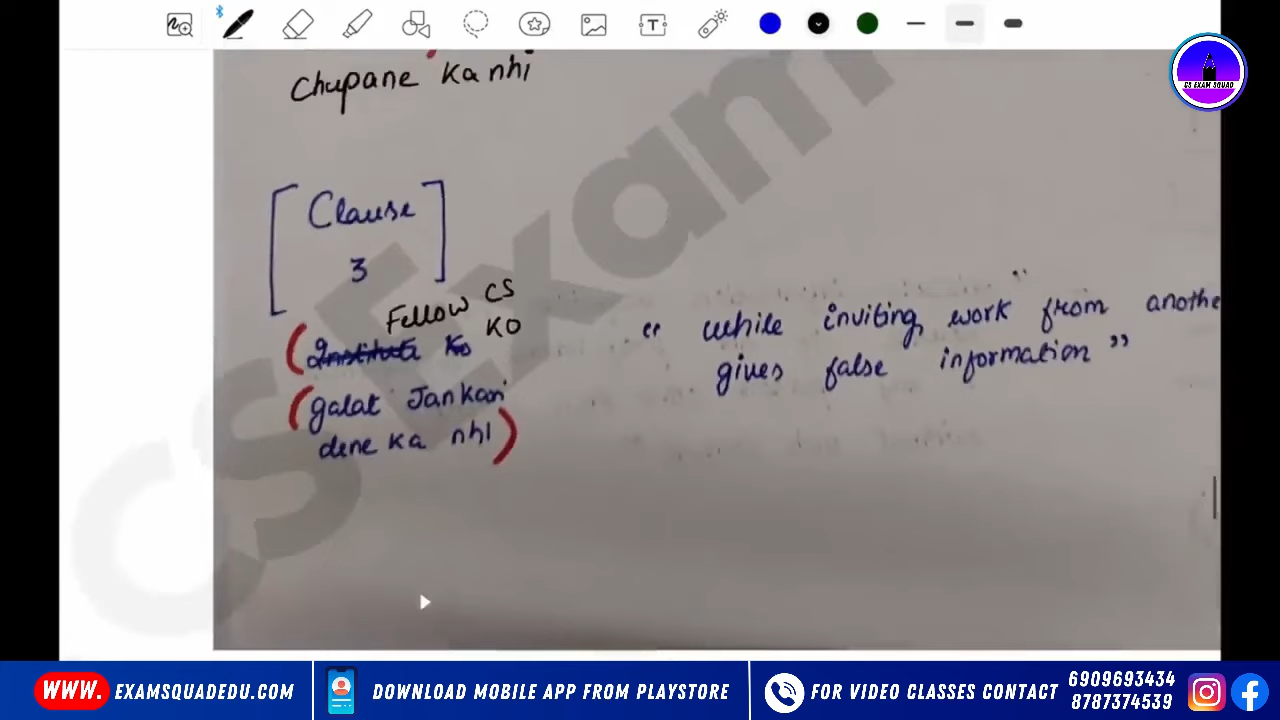 CS EXAM SQUAD
Chupane Ka nhi
CS Exam
Clause
3
Fellow CS
KO
Ko
(galat Jankari
dene Ka nhi)
" while inviting work from anothe
gives false information "
WWW. EXAMSQUADEDU.COM
DOWNLOAD MOBILE APP FROM PLAYSTORE
FOR VIDEO CLASSES CONTACT
6909693434
8787374539